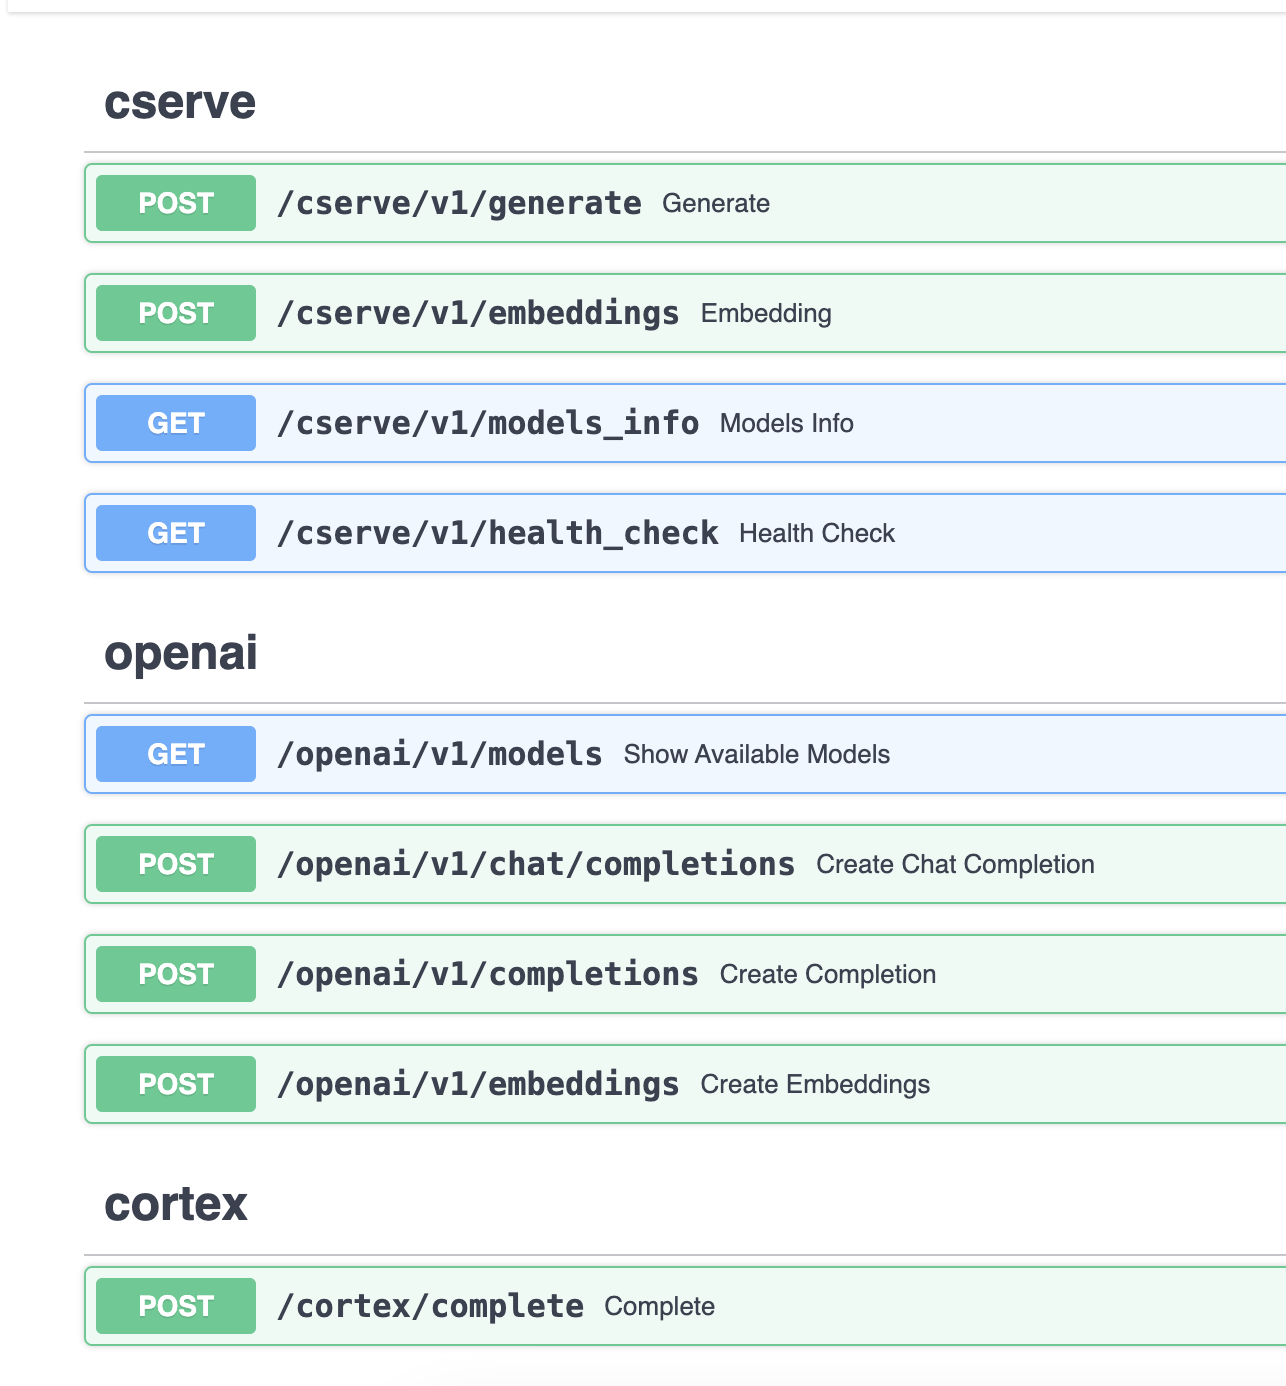 cserve
POST /cserve/v1/generate Generate
POST /cserve/v1/embeddings Embedding
GET /cserve/v1/models_info Models Info
GET /cserve/v1/health_check Health Check
openai
GET /openai/v1/models Show Available Models
POST /openai/v1/chat/completions Create Chat Completion
POST /openai/v1/completions Create Completion
POST /openai/v1/embeddings Create Embeddings
cortex
POST /cortex/complete Complete